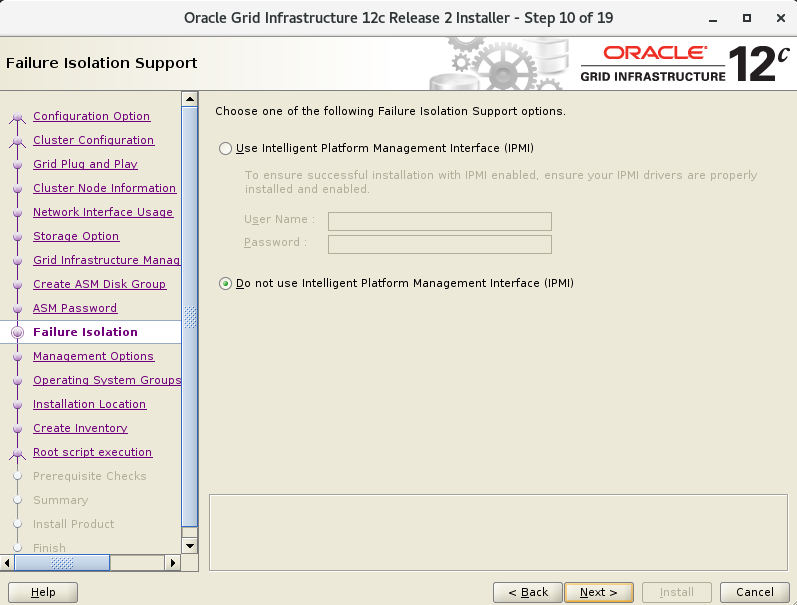 Oracle Grid Infrastructure 12c Release 2 Installer - Step 10 of 19
Failure Isolation Support
ORACLE
GRID INFRASTRUCTURE 12c
Configuration Option
Cluster Configuration
Grid Plug and Play
Cluster Node Information
Network Interface Usage
Storage Option
Grid Infrastructure Manag
Create ASM Disk Group
ASM Password
Failure Isolation
Management Options
Operating System Groups
Installation Location
Create Inventory
Root script execution
Prerequisite Checks
Summary
Install Product
Finish
Choose one of the following Failure Isolation Support options.
Use Intelligent Platform Management Interface (IPMI)
To ensure successful installation with IPMI enabled, ensure your IPMI drivers are properly
installed and enabled.
User Name :
Password :
Do not use Intelligent Platform Management Interface (IPMI)
Help
< Back
Next >
Install
Cancel